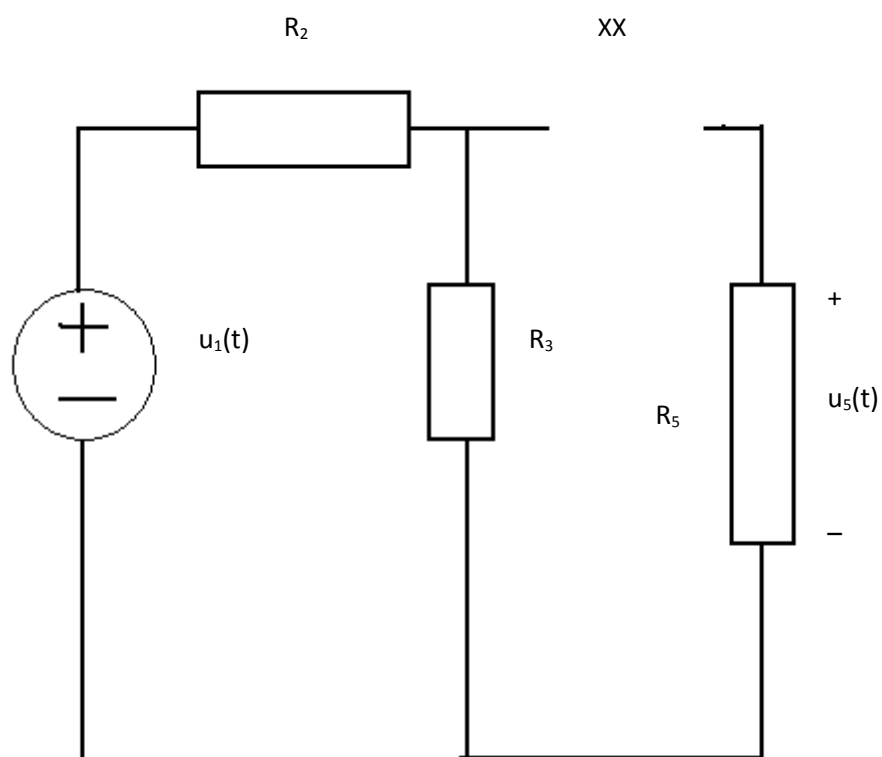 R₂ XX
u₁(t)
R₃
R₅
+
u₅(t)
–